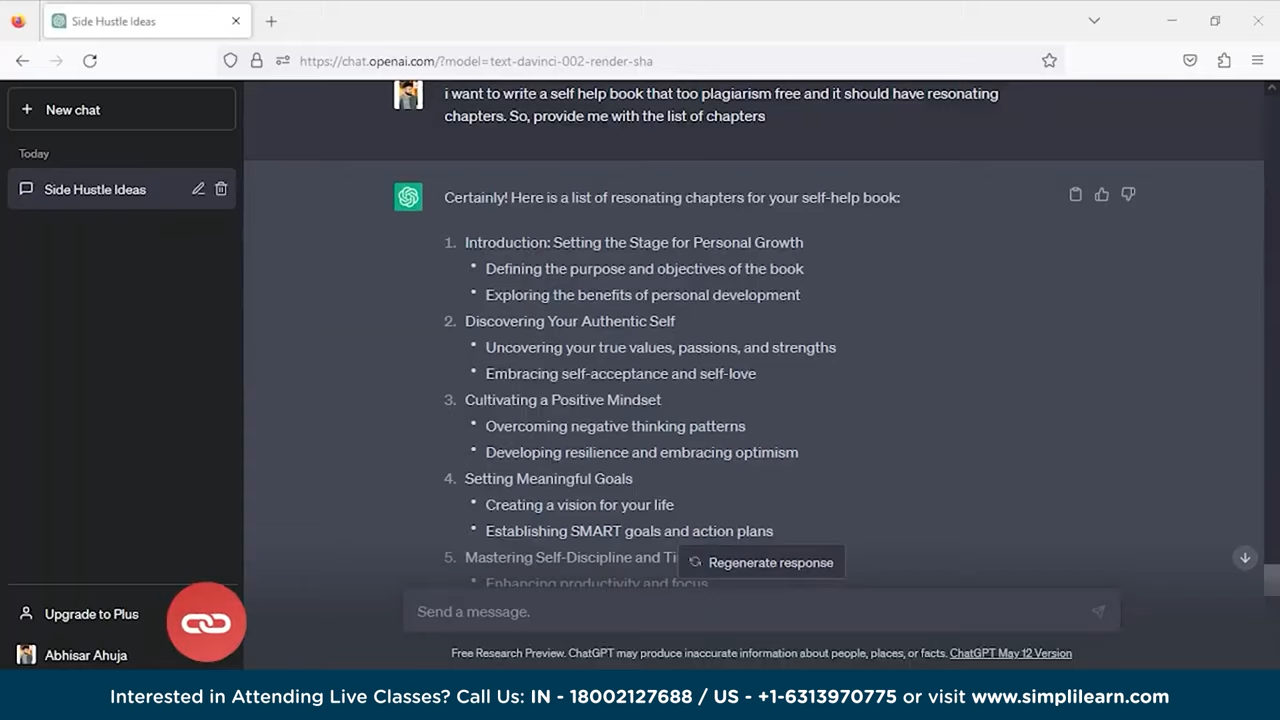 Side Hustle Ideas
https://chat.openai.com/?model=text-davinci-002-render-sha
New chat
Today
Side Hustle Ideas
i want to write a self help book that too plagiarism free and it should have resonating
chapters. So, provide me with the list of chapters
Certainly! Here is a list of resonating chapters for your self-help book:
1. Introduction: Setting the Stage for Personal Growth
• Defining the purpose and objectives of the book
• Exploring the benefits of personal development
2. Discovering Your Authentic Self
• Uncovering your true values, passions, and strengths
• Embracing self-acceptance and self-love
3. Cultivating a Positive Mindset
• Overcoming negative thinking patterns
• Developing resilience and embracing optimism
4. Setting Meaningful Goals
• Creating a vision for your life
• Establishing SMART goals and action plans
5. Mastering Self-Discipline and Ti
Regenerate response
• Enhancing productivity and focus
Send a message.
Upgrade to Plus
Abhisar Ahuja
Free Research Preview. ChatGPT may produce inaccurate information about people, places, or facts. ChatGPT May 12 Version
Interested in Attending Live Classes? Call Us: IN - 18002127688 / US - +1-6313970775 or visit www.simplilearn.com